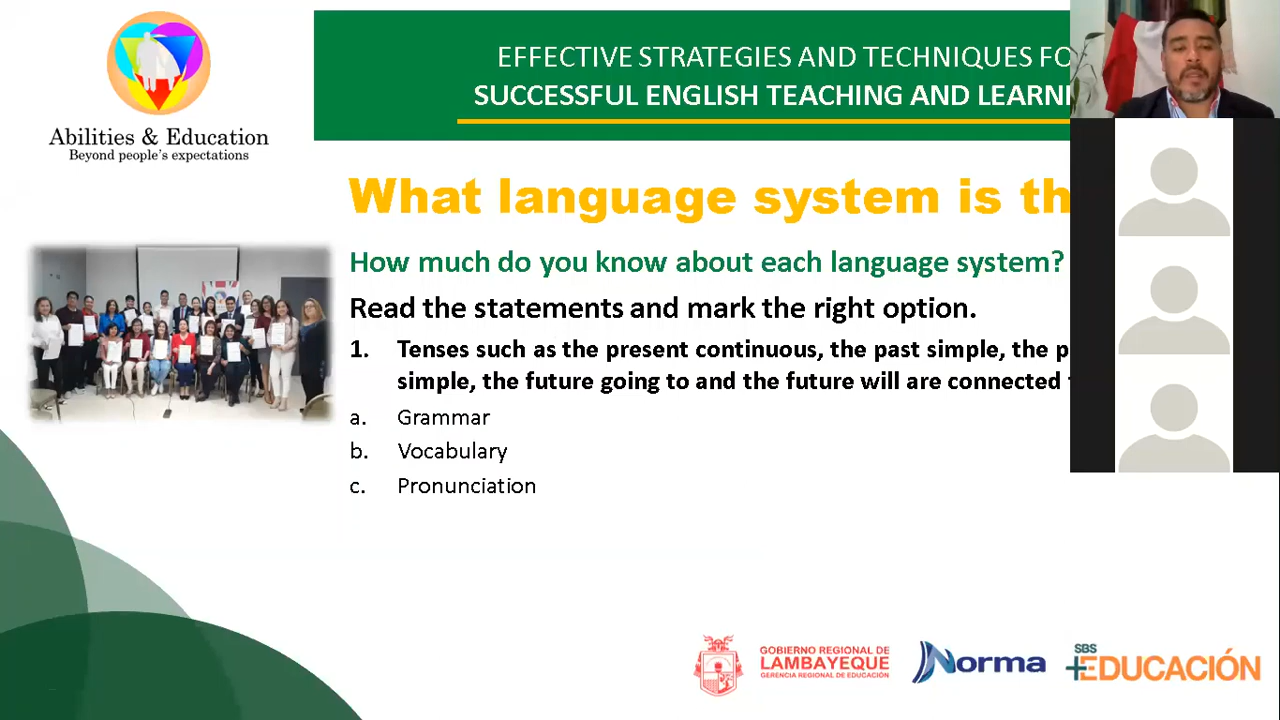 Abilities & Education
Beyond people's expectations
EFFECTIVE STRATEGIES AND TECHNIQUES
SUCCESSFUL ENGLISH TEACHING AND
What language system is
How much do you know about each language system?
Read the statements and mark the right option.
1. Tenses such as the present continuous, the past simple, the
simple, the future going to and the future will are connected
a. Grammar
b. Vocabulary
c. Pronunciation
GOBIERNO REGIONAL DE
LAMBAYEQUE
GERENCIA REGIONAL DE EDUCACIÓN
Norma
SBS
+EDUCACIÓN